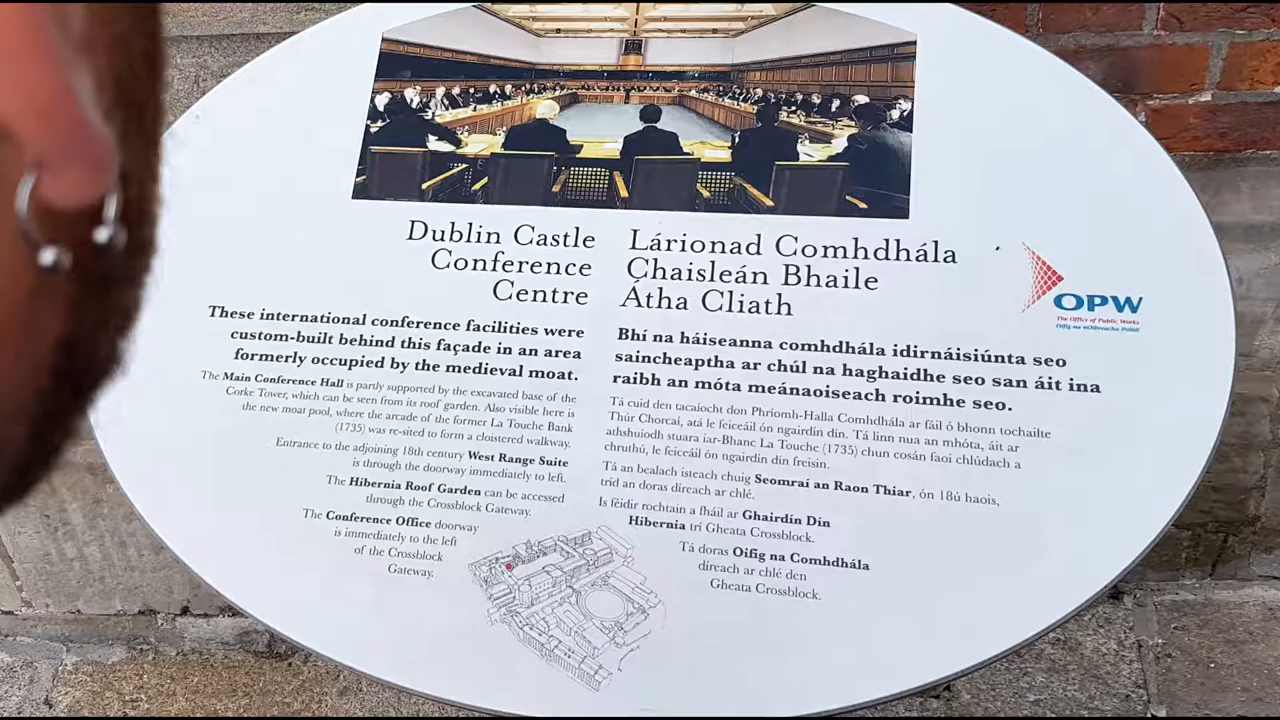 Dublin Castle
Conference
Centre
These international conference facilities were
custom-built behind this façade in an area
formerly occupied by the medieval moat.
The Main Conference Hall is partly supported by the excavated base of the
Corke Tower, which can be seen from its roof garden. Also visible here is
the new moat pool, where the arcade of the former La Touche Bank
(1735) was re-sited to form a cloistered walkway.
Entrance to the adjoining 18th century West Range Suite
is through the doorway immediately to left.
The Hibernia Roof Garden can be accessed
through the Crossblock Gateway.
The Conference Office doorway
is immediately to the left
of the Crossblock
Gateway.
Lárionad Comhdhála
Chaisleán Bhaile
Átha Cliath
Bhí na háiseanna comhdhála idirnáisiúnta seo
saincheaptha ar chúl na haghaidhe seo san áit ina
raibh an móta meánaoiseach roimhe seo.
Tá cuid den tacaíocht don Phríomh-Halla Comhdhála ar fáil ó bhonn tochailte
Thúr Chorcaí, atá le feiceáil ón ngairdín dín. Tá linn nua an mhóta, áit ar
athshuíodh stuara iar-Bhanc La Touche (1735) chun cosán faoi chlúdach a
chruthú, le feiceáil ón ngairdín dín freisin.
Tá an bealach isteach chuig Seomraí an Raon Thiar, ón 18ú haois,
tríd an doras díreach ar chlé.
Is féidir rochtain a fháil ar Ghairdín Dín
Hibernia trí Gheata Crossblock.
Tá doras Oifig na Comhdhála
díreach ar chlé den
Gheata Crossblock.
OPW
The Office of Public Works
Oifig na nOibreacha Poiblí